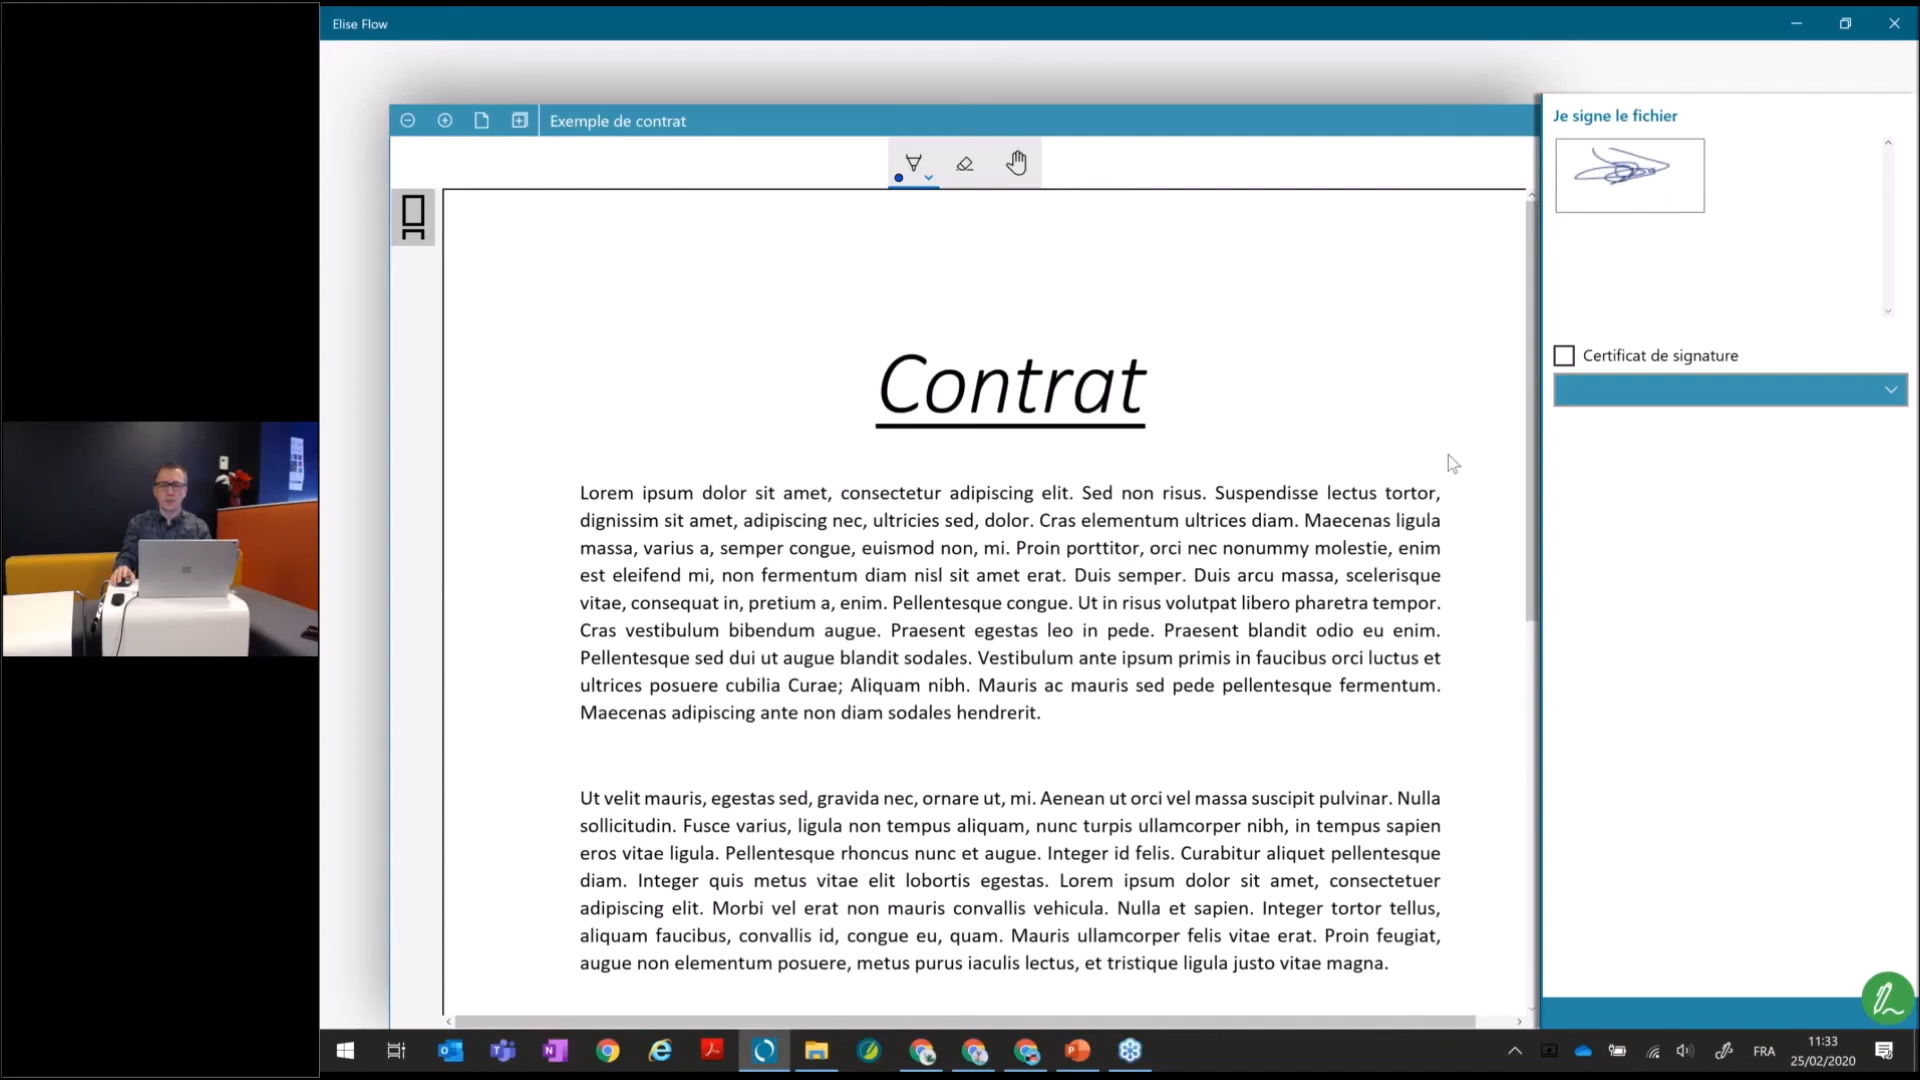 Elise Flow
Exemple de contrat
Je signe le fichier
Certificat de signature
Contrat
Lorem ipsum dolor sit amet, consectetur adipiscing elit. Sed non risus. Suspendisse lectus tortor,
dignissim sit amet, adipiscing nec, ultricies sed, dolor. Cras elementum ultrices diam. Maecenas ligula
massa, varius a, semper congue, euismod non, mi. Proin porttitor, orci nec nonummy molestie, enim
est eleifend mi, non fermentum diam nisl sit amet erat. Duis semper. Duis arcu massa, scelerisque
vitae, consequat in, pretium a, enim. Pellentesque congue. Ut in risus volutpat libero pharetra tempor.
Cras vestibulum bibendum augue. Praesent egestas leo in pede. Praesent blandit odio eu enim.
Pellentesque sed dui ut augue blandit sodales. Vestibulum ante ipsum primis in faucibus orci luctus et
ultrices posuere cubilia Curae; Aliquam nibh. Mauris ac mauris sed pede pellentesque fermentum.
Maecenas adipiscing ante non diam sodales hendrerit.
Ut velit mauris, egestas sed, gravida nec, ornare ut, mi. Aenean ut orci vel massa suscipit pulvinar. Nulla
sollicitudin. Fusce varius, ligula non tempus aliquam, nunc turpis ullamcorper nibh, in tempus sapien
eros vitae ligula. Pellentesque rhoncus nunc et augue. Integer id felis. Curabitur aliquet pellentesque
diam. Integer quis metus vitae elit lobortis egestas. Lorem ipsum dolor sit amet, consectetuer
adipiscing elit. Morbi vel erat non mauris convallis vehicula. Nulla et sapien. Integer tortor tellus,
aliquam faucibus, convallis id, congue eu, quam. Mauris ullamcorper felis vitae erat. Proin feugiat,
augue non elementum posuere, metus purus iaculis lectus, et tristique ligula justo vitae magna.
FRA
11:33
25/02/2020